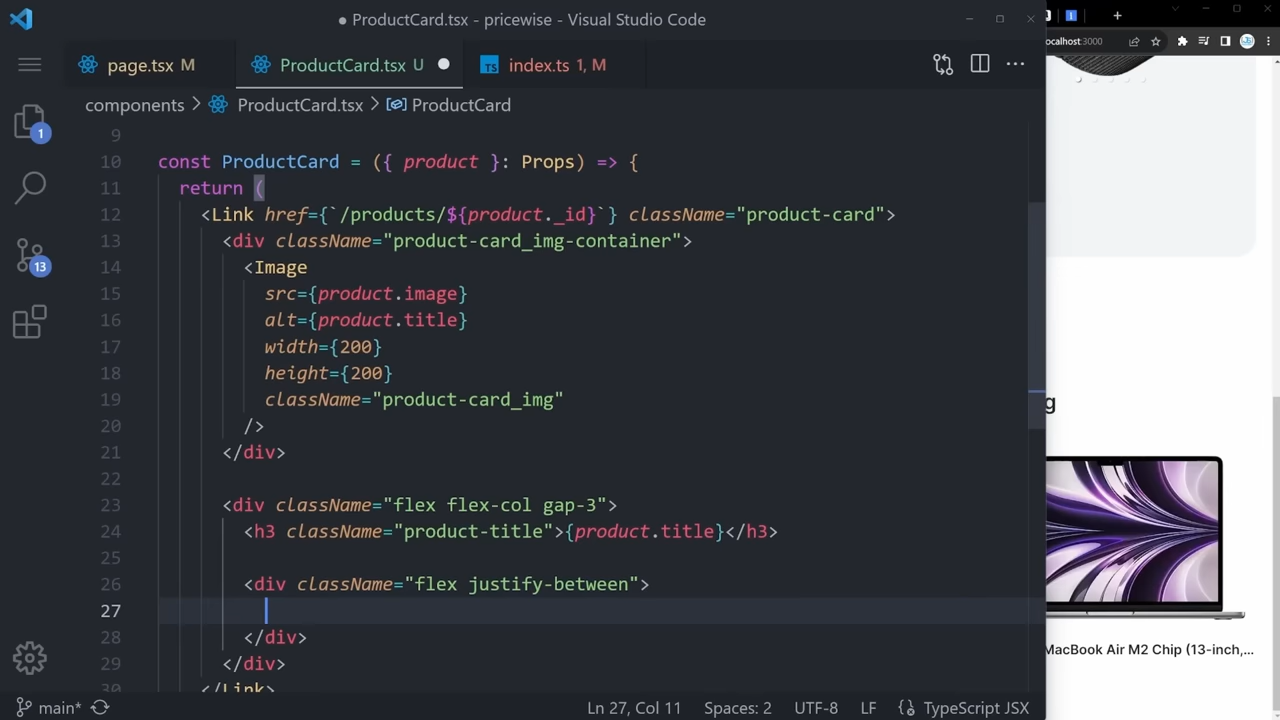 ● ProductCard.tsx - pricewise - Visual Studio Code
page.tsx M
ProductCard.tsx U ●
TS index.ts 1, M
localhost:3000
components > ProductCard.tsx > ProductCard
9
10 const ProductCard = ({ product }: Props) => {
11 return (
12 <Link href={`/products/${product._id}`} className="product-card">
13 <div className="product-card_img-container">
14 <Image
15 src={product.image}
16 alt={product.title}
17 width={200}
18 height={200}
19 className="product-card_img"
20 />
21 </div>
22
23 <div className="flex flex-col gap-3">
24 <h3 className="product-title">{product.title}</h3>
25
26 <div className="flex justify-between">
27
28 </div>
29 </div>
30 </Link>
1
13
g
MacBook Air M2 Chip (13-inch,...
main*
Ln 27, Col 11
Spaces: 2
UTF-8
LF
TypeScript JSX